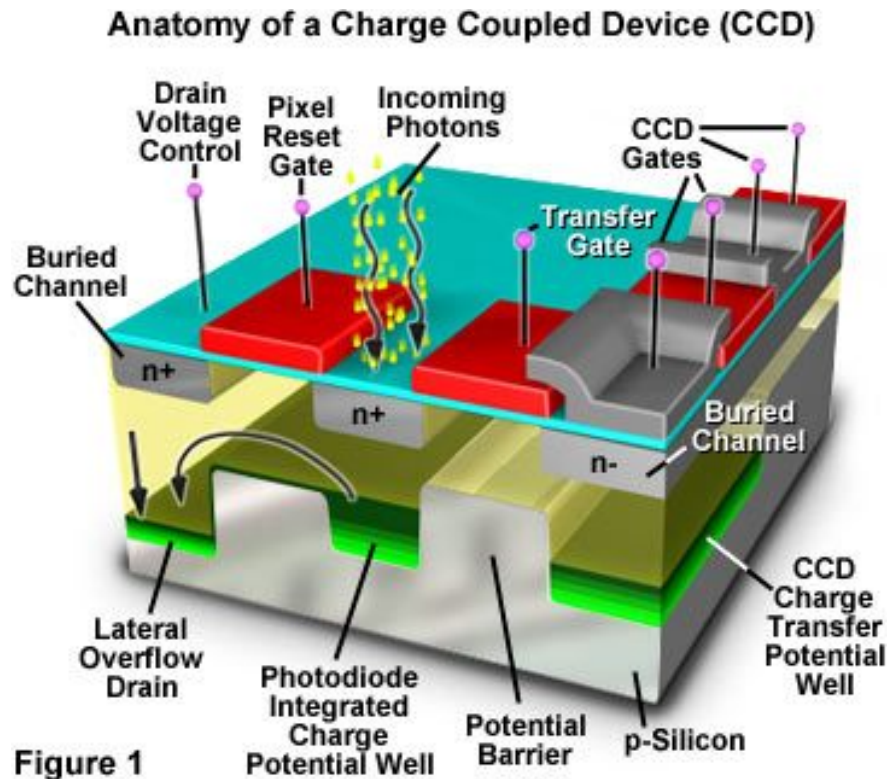 Anatomy of a Charge Coupled Device (CCD)
Drain
Voltage
Control
Pixel
Reset
Gate
Incoming
Photons
CCD
Gates
Transfer
Gate
Buried
Channel
n+
n+
Buried
Channel
n-
Lateral
Overflow
Drain
Photodiode
Integrated
Charge
Potential Well
Potential
Barrier
p-Silicon
CCD
Charge
Transfer
Potential
Well
Figure 1